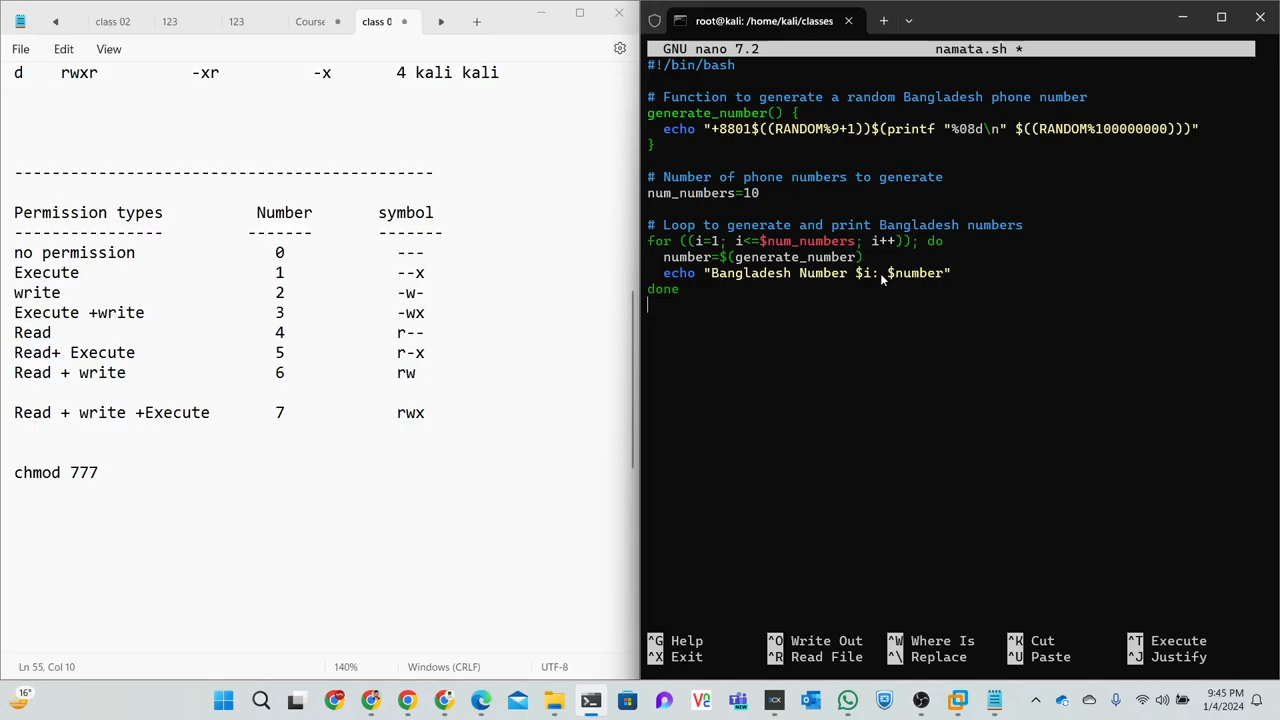 class 02
123
123
Course
class 0
File Edit View
d rwxr -xr -x 4 kali kali
---------------------------------------------
Permission types Number symbol
---------------- ------- -------
no permission 0 ---
Execute 1 --x
write 2 -w-
Execute +write 3 -wx
Read 4 r--
Read+ Execute 5 r-x
Read + write 6 rw
Read + write +Execute 7 rwx
chmod 777
Ln 55, Col 10 140% Windows (CRLF) UTF-8
root@kali: /home/kali/classes
GNU nano 7.2 namata.sh *
#!/bin/bash
# Function to generate a random Bangladesh phone number
generate_number() {
echo "+8801$((RANDOM%9+1))$(printf "%08d\n" $((RANDOM%100000000)))"
}
# Number of phone numbers to generate
num_numbers=10
# Loop to generate and print Bangladesh numbers
for ((i=1; i<=$num_numbers; i++)); do
number=$(generate_number)
echo "Bangladesh Number $i: $number"
done
^G Help ^O Write Out ^W Where Is ^K Cut ^T Execute
^X Exit ^R Read File ^\ Replace ^U Paste ^J Justify
16°
9:45 PM
1/4/2024